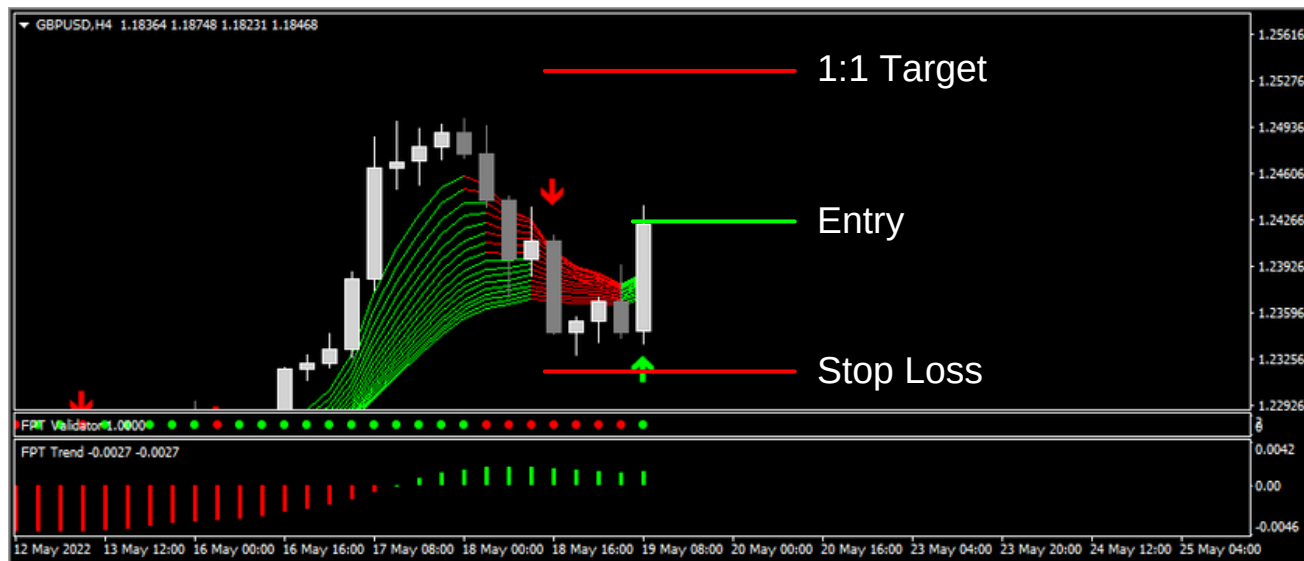 GBPUSD,H4 1.18364 1.18748 1.18231 1.18468
1.25616
1:1 Target
1.25276
1.24936
1.24606
Entry
1.24266
1.23926
1.23596
Stop Loss
1.23256
1.22926
FPT Validator 1.0000
FPT Trend -0.0027 -0.0027
0.0042
0.00
-0.0046
12 May 2022 13 May 12:00 16 May 00:00 16 May 16:00 17 May 08:00 18 May 00:00 18 May 16:00 19 May 08:00 20 May 00:00 20 May 16:00 23 May 04:00 23 May 20:00 24 May 12:00 25 May 04:00